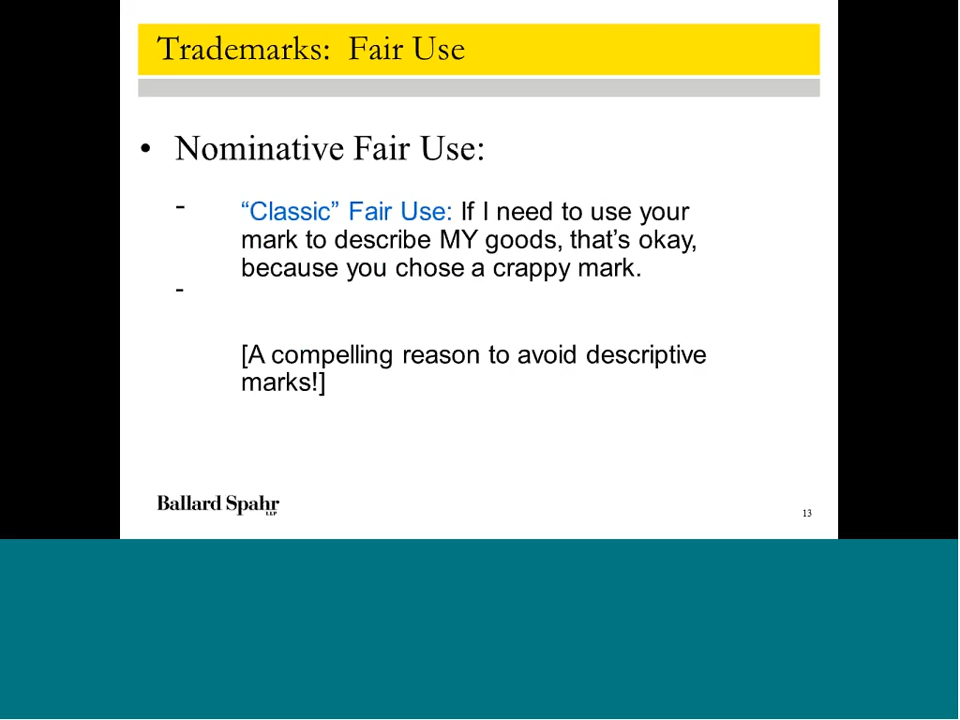 Trademarks: Fair Use
• Nominative Fair Use:
- “Classic” Fair Use: If I need to use your
mark to describe MY goods, that’s okay,
because you chose a crappy mark.
-
[A compelling reason to avoid descriptive
marks!]
Ballard Spahr
LLP
13